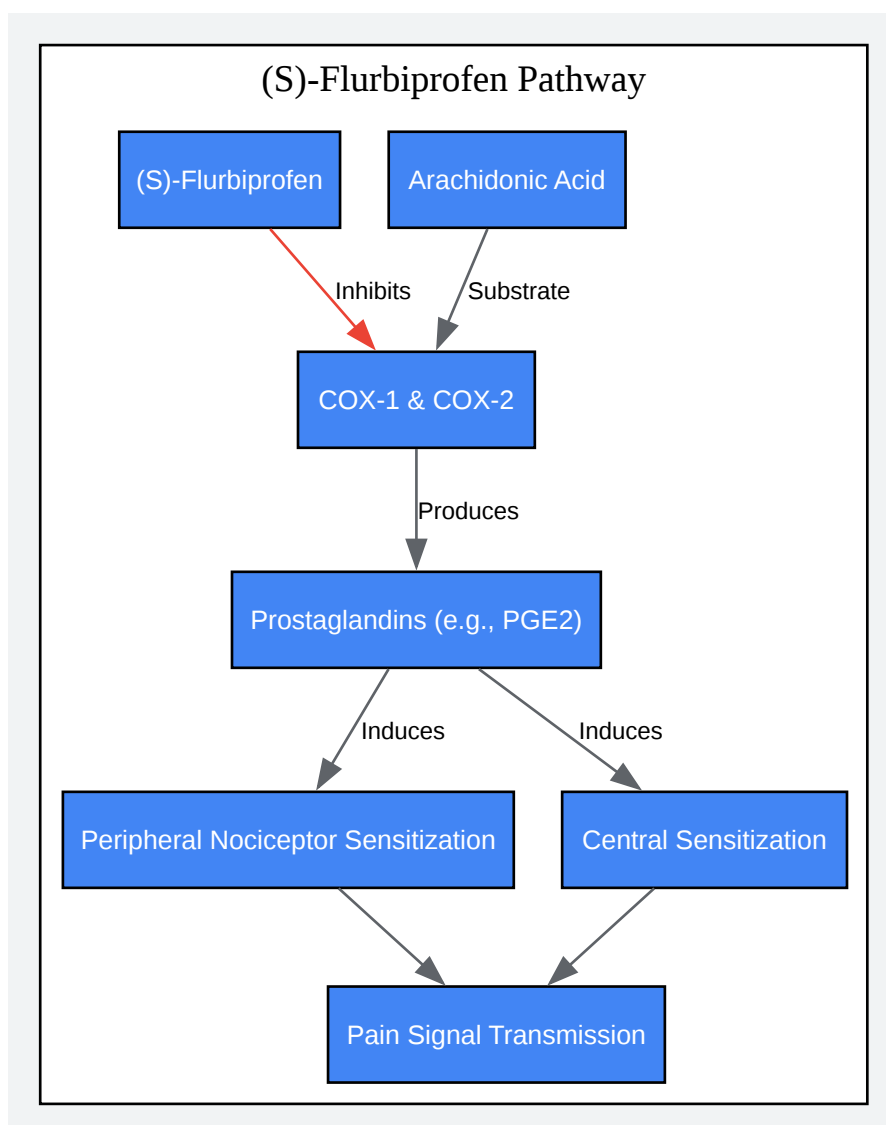 (S)-Flurbiprofen Pathway
(S)-Flurbiprofen
Arachidonic Acid
Inhibits
Substrate
COX-1 & COX-2
Produces
Prostaglandins (e.g., PGE2)
Induces
Induces
Peripheral Nociceptor Sensitization
Central Sensitization
Pain Signal Transmission